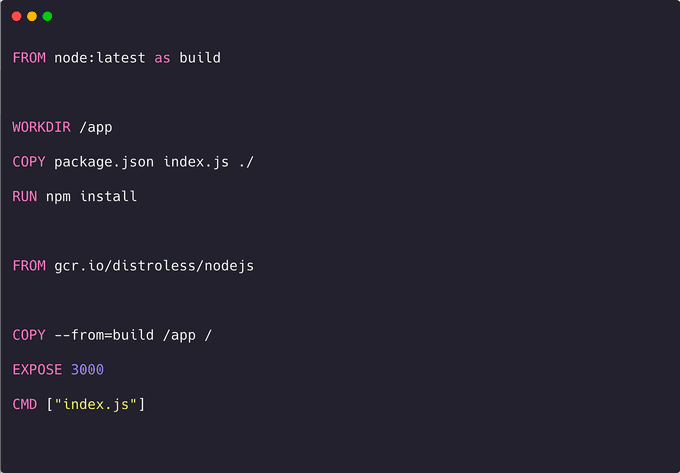 FROM node:latest as build
WORKDIR /app
COPY package.json index.js ./
RUN npm install
FROM gcr.io/distroless/nodejs
COPY --from=build /app /
EXPOSE 3000
CMD ["index.js"]